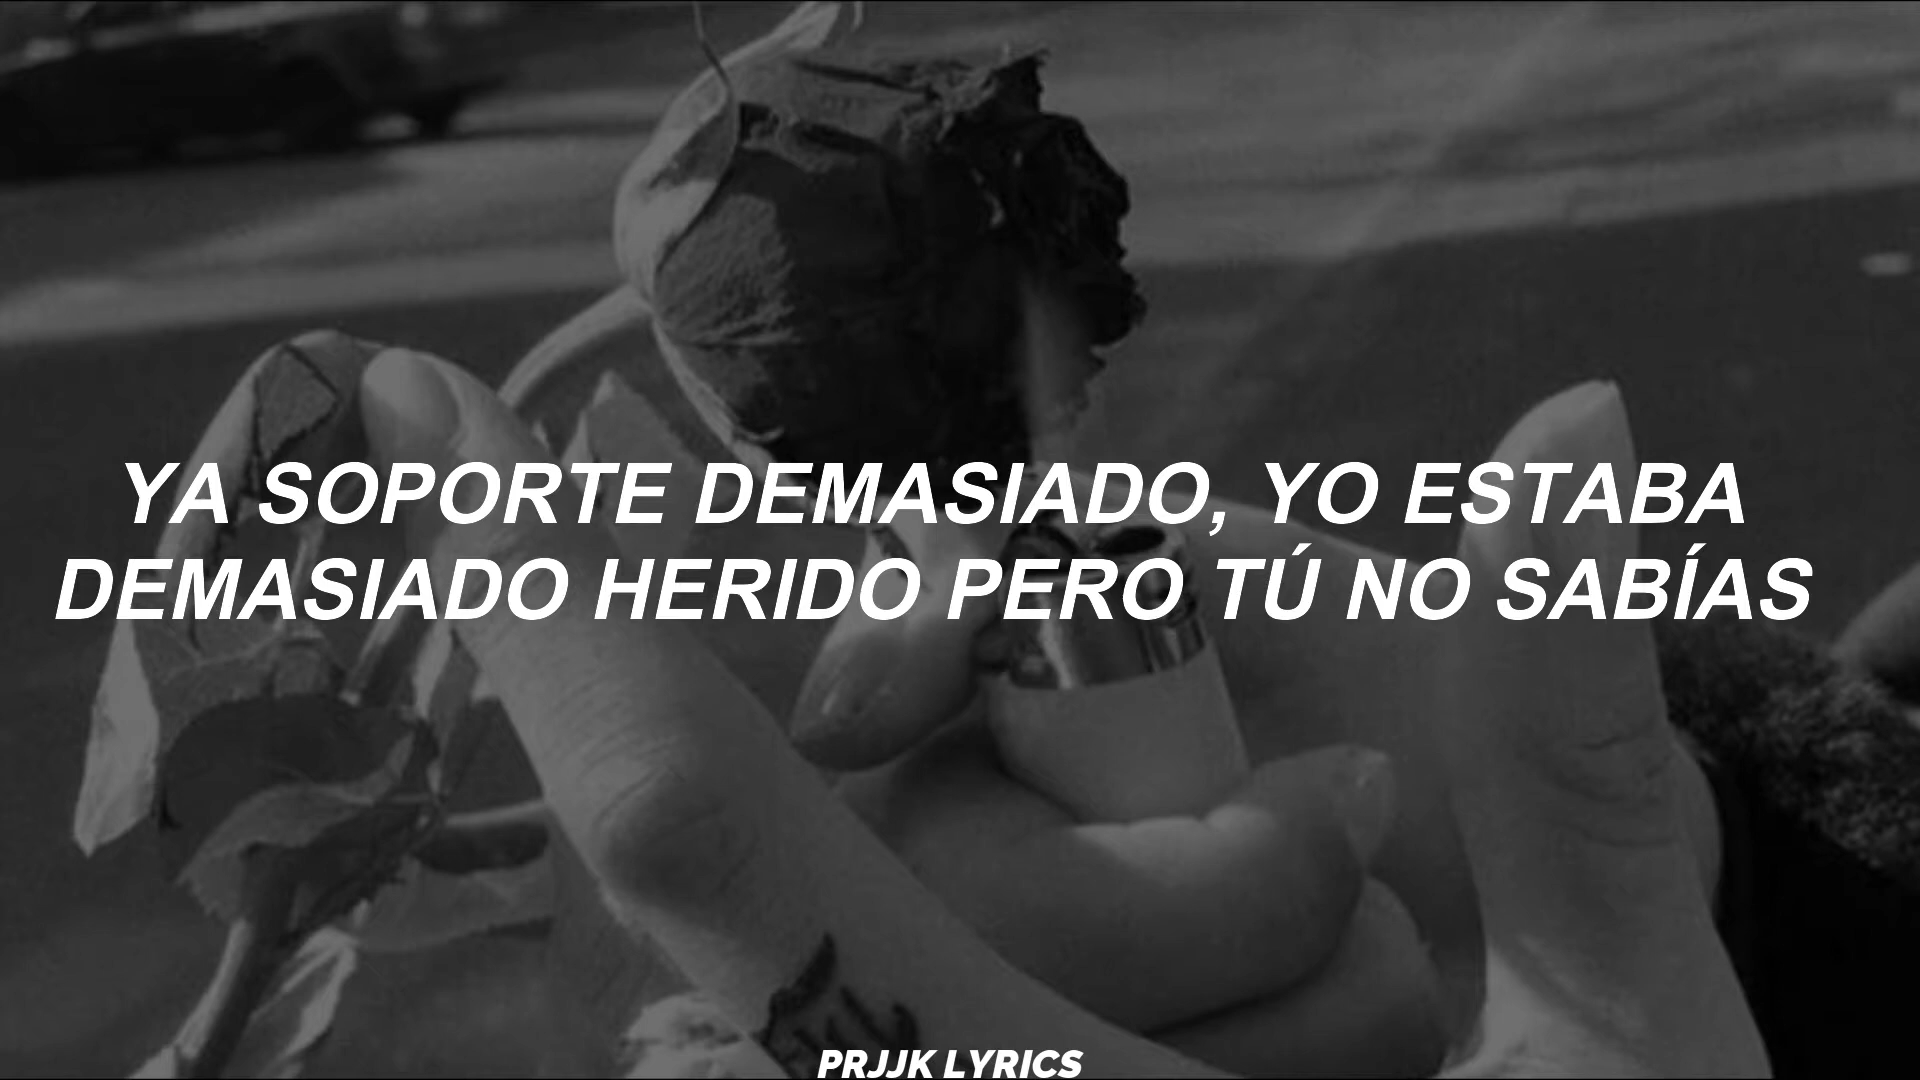 YA SOPORTE DEMASIADO, YO ESTABA
DEMASIADO HERIDO PERO TÚ NO SABÍAS
PRJJK LYRICS